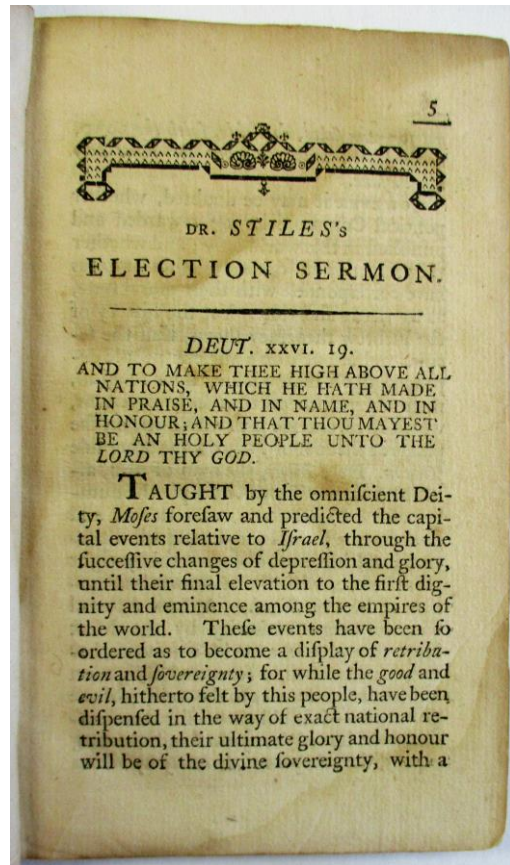 5
DR. STILES's
ELECTION SERMON.
DEUT. XXVI. 19.
AND TO MAKE THEE HIGH ABOVE ALL
NATIONS, WHICH HE HATH MADE
IN PRAISE, AND IN NAME, AND IN
HONOUR; AND THAT THOU MAYEST
BE AN HOLY PEOPLE UNTO THE
LORD THY GOD.
TAUGHT by the omniſcient Dei-
ty, Moſes foreſaw and predicted the capi-
tal events relative to Iſrael, through the
ſucceſſive changes of depreſſion and glory,
until their final elevation to the firſt dig-
nity and eminence among the empires of
the world. Theſe events have been ſo
ordered as to become a diſplay of retribu-
tion and ſovereignty; for while the good and
evil, hitherto felt by this people, have been
diſpenſed in the way of exact national re-
tribution, their ultimate glory and honour
will be of the divine ſovereignty, with a